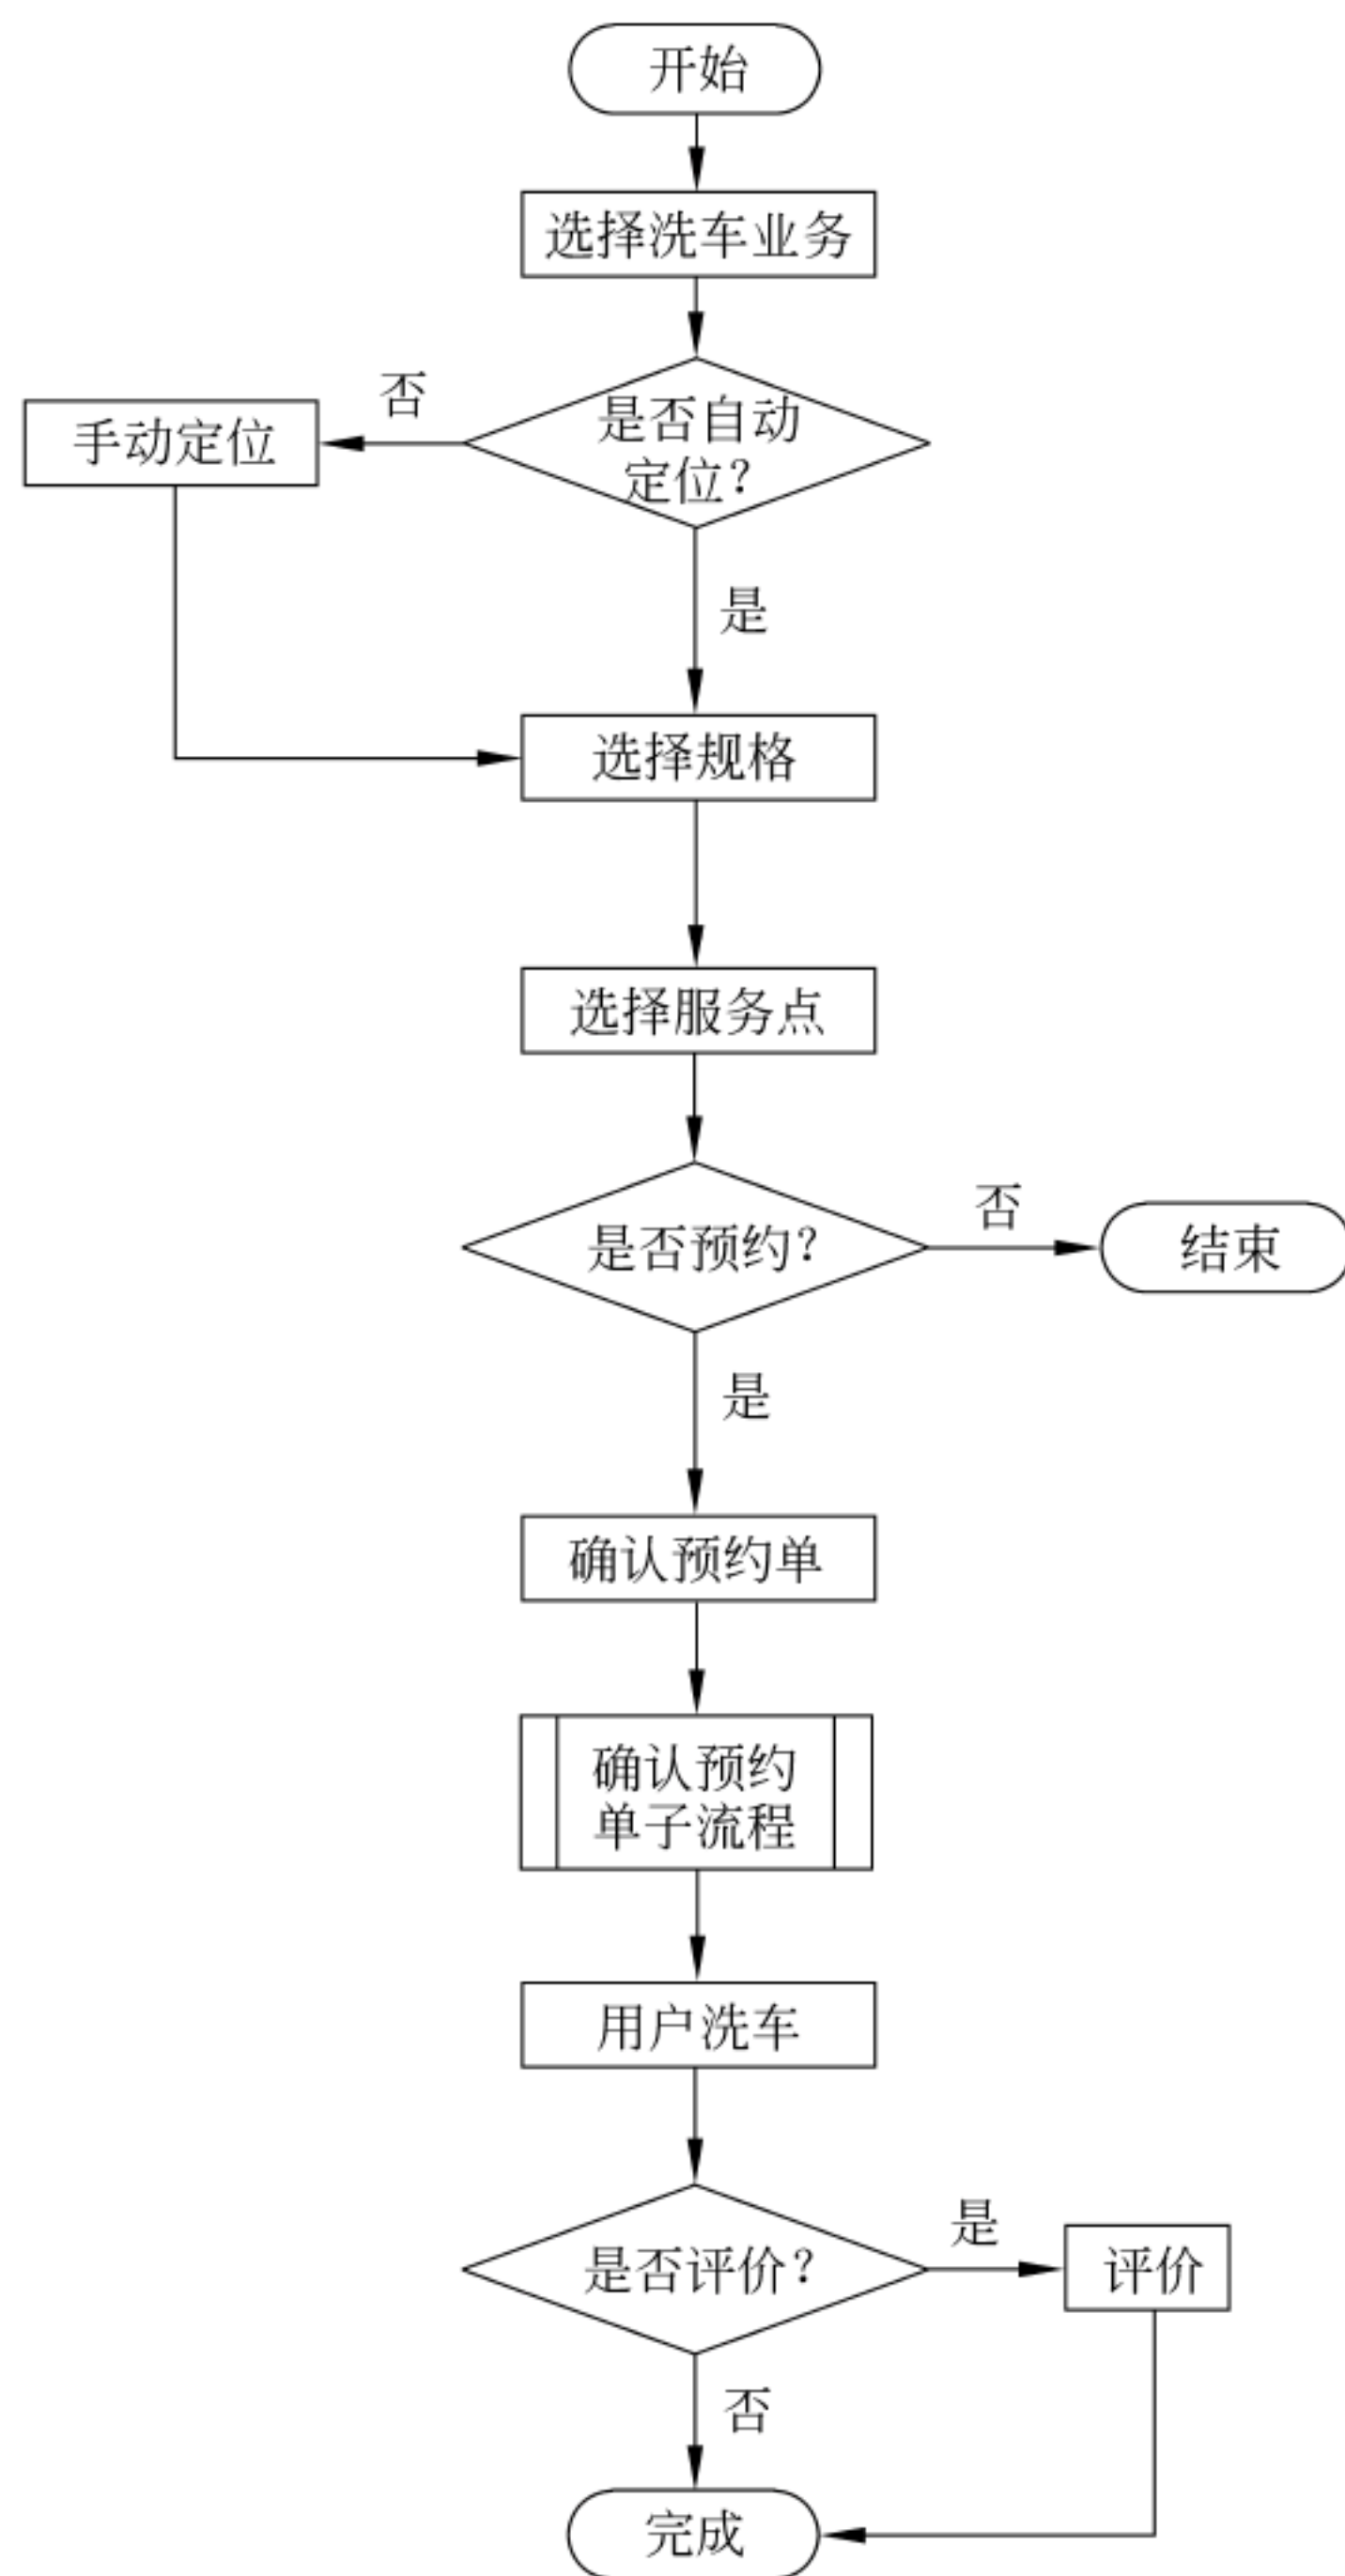 开始
选择洗车业务
否
手动定位
是否自动
定位？
是
选择规格
选择服务点
是否预约？
否
结束
是
确认预约单
确认预约
单子流程
用户洗车
是否评价？
是
评价
否
完成